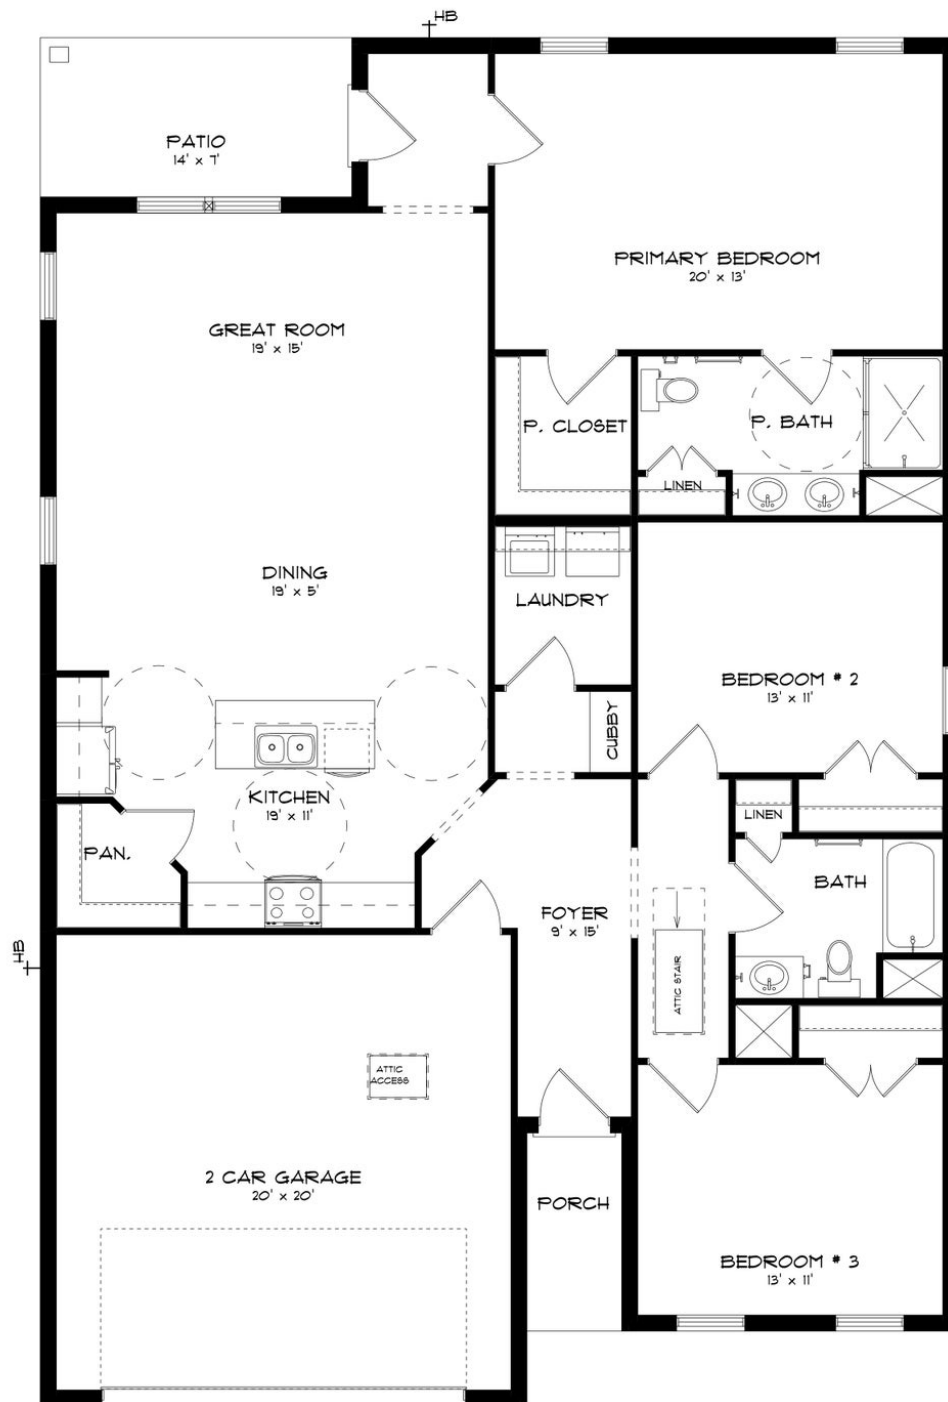 HB
PATIO
14' x 7'
PRIMARY BEDROOM
20' x 13'
GREAT ROOM
19' x 15'
P. CLOSET
P. BATH
LINEN
DINING
19' x 5'
LAUNDRY
BEDROOM # 2
13' x 11'
CUBBY
KITCHEN
19' x 11'
LINEN
PAN.
BATH
FOYER
9' x 15'
HB
ATTIC STAIR
ATTIC
ACCESS
2 CAR GARAGE
20' x 20'
PORCH
BEDROOM # 3
13' x 11'